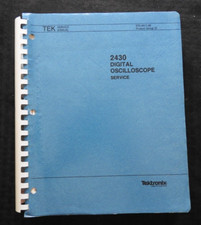 TEK
2430
DIGITAL
OSCILLOSCOPE
SERVICE
Tektronix